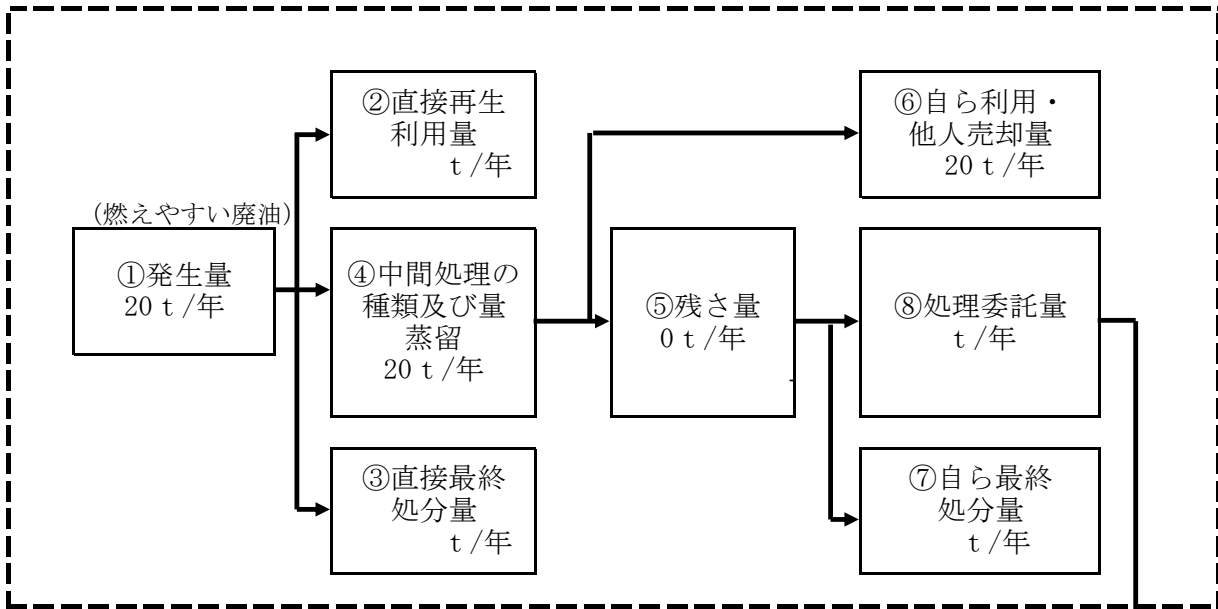 ②直接再生
利用量
ｔ/年
⑥自ら利用・
他人売却量
20ｔ/年
(燃えやすい廃油)
①発生量
20ｔ/年
④中間処理の
種類及び量
蒸留
20ｔ/年
⑤残さ量
0ｔ/年
⑧処理委託量
ｔ/年
③直接最終
処分量
ｔ/年
⑦自ら最終
処分量
ｔ/年